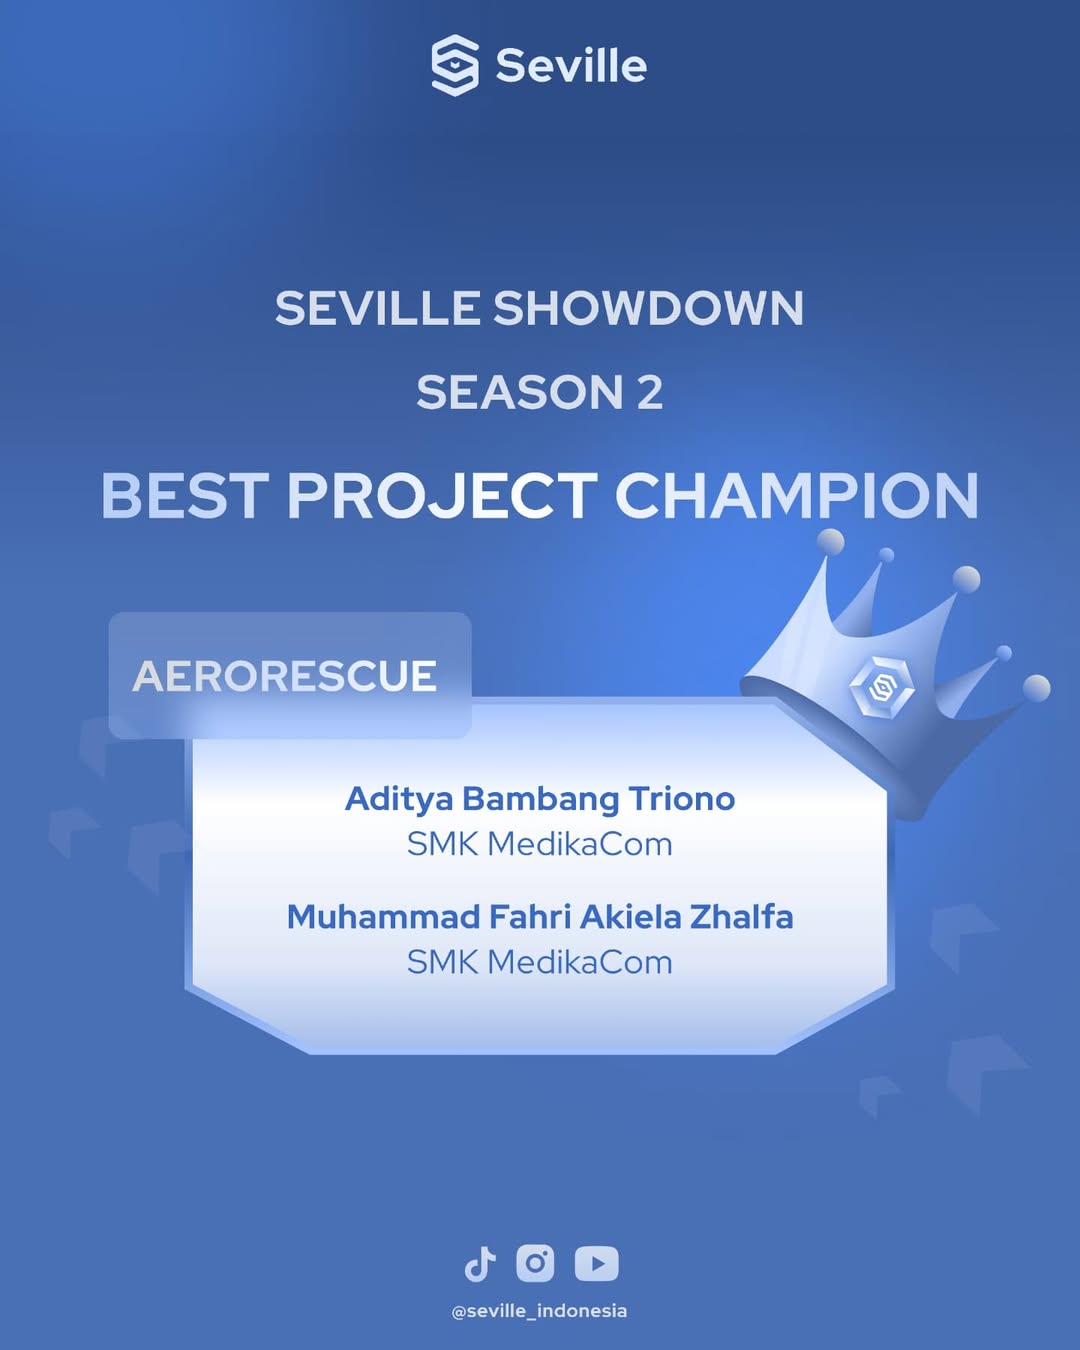 Seville
SEVILLE SHOWDOWN
SEASON 2
BEST PROJECT CHAMPION
AERORESCUE
Aditya Bambang Triono
SMK MedikaCom
Muhammad Fahri Akiela Zhalfa
SMK MedikaCom
@seville_indonesia